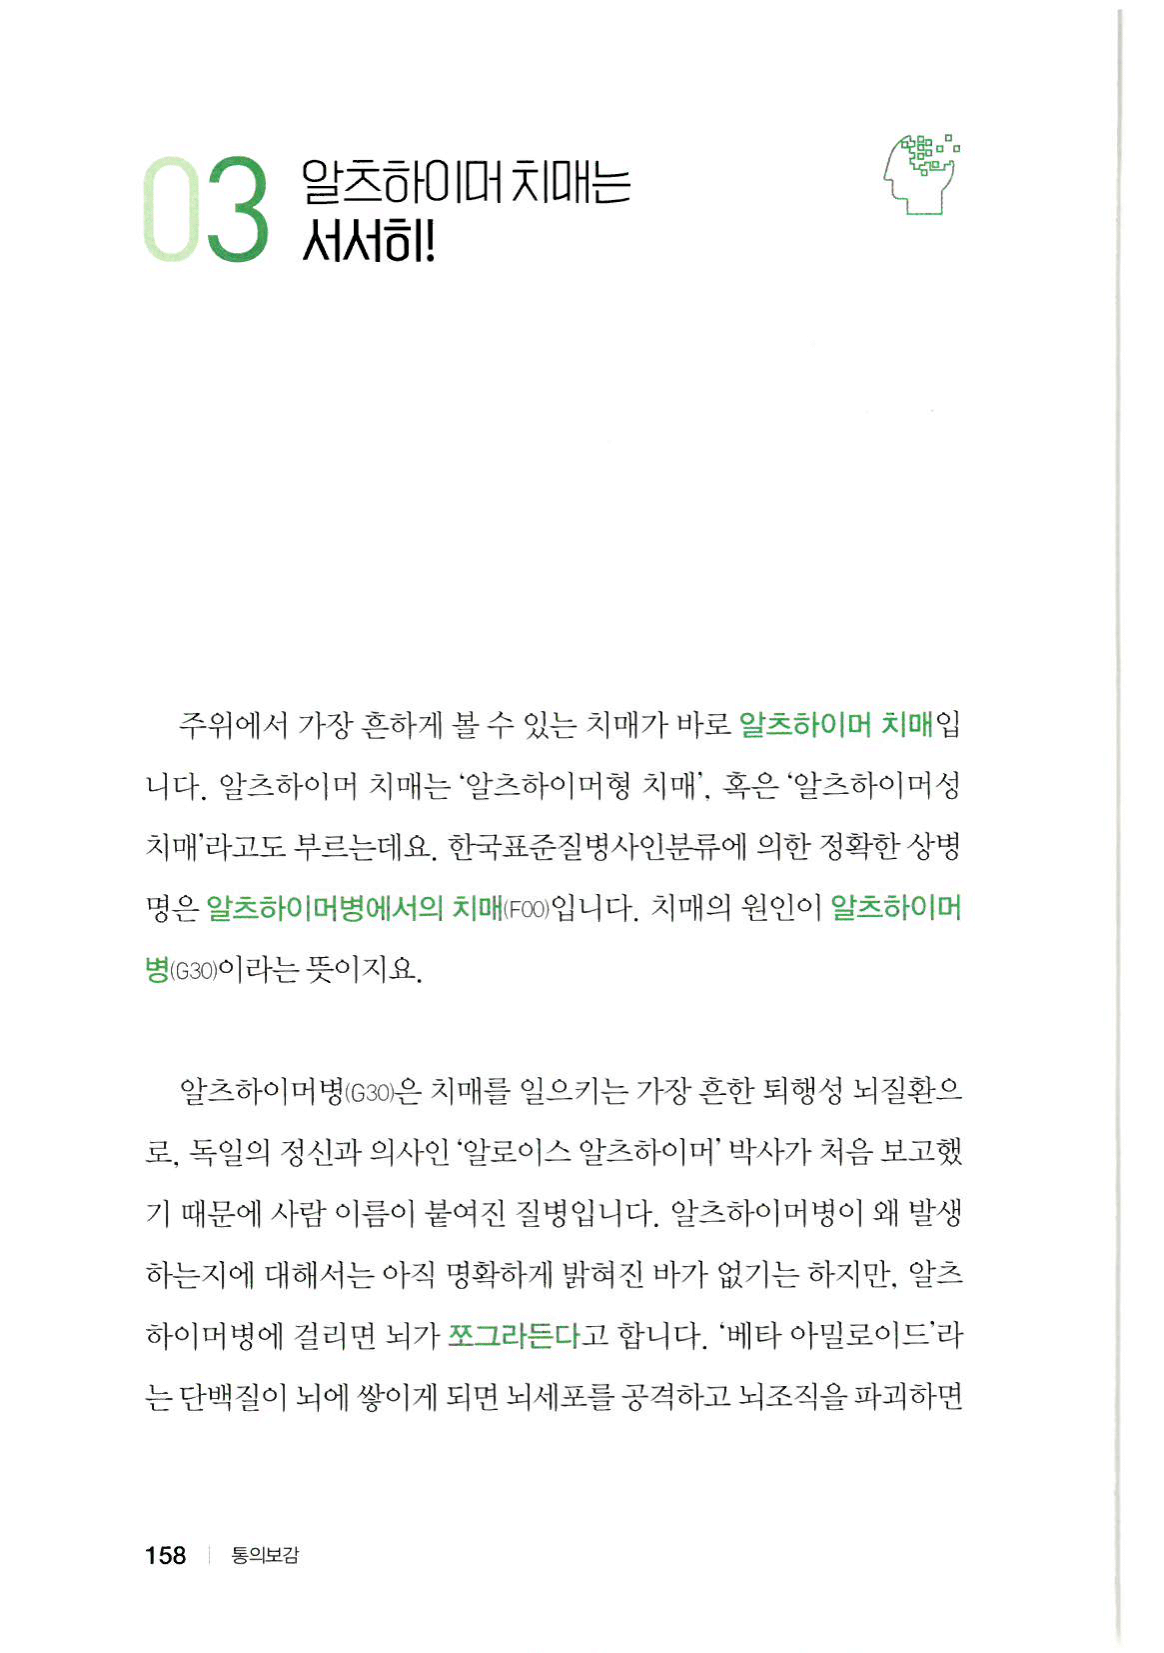 03 알츠하이머 치매는
서서히!
주위에서 가장 흔하게 볼 수 있는 치매가 바로 알츠하이머 치매입
니다. 알츠하이머 치매는 ‘알츠하이머형 치매’, 혹은 ‘알츠하이머성
치매’라고도 부르는데요. 한국표준질병사인분류에 의한 정확한 상병
명은 알츠하이머병에서의 치매(F00)입니다. 치매의 원인이 알츠하이머
병(G30)이라는 뜻이지요.
알츠하이머병(G30)은 치매를 일으키는 가장 흔한 퇴행성 뇌질환으
로, 독일의 정신과 의사인 ‘알로이스 알츠하이머’ 박사가 처음 보고했
기 때문에 사람 이름이 붙여진 질병입니다. 알츠하이머병이 왜 발생
하는지에 대해서는 아직 명확하게 밝혀진 바가 없기는 하지만, 알츠
하이머병에 걸리면 뇌가 쪼그라든다고 합니다. ‘베타 아밀로이드’라
는 단백질이 뇌에 쌓이게 되면 뇌세포를 공격하고 뇌조직을 파괴하면
158 통의보감